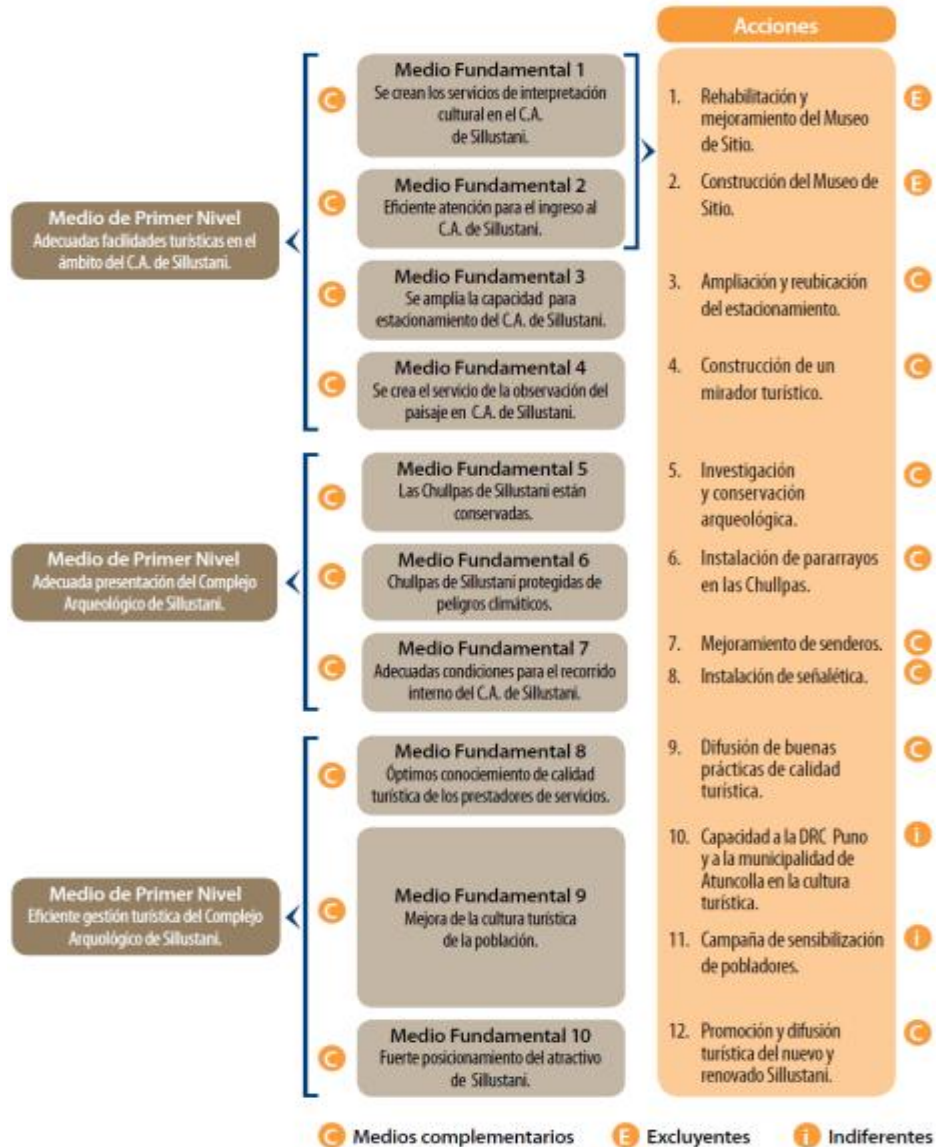 Acciones
Medio de Primer Nivel
Adecuadas facilidades turísticas en el
ámbito del C.A. de Sillustani.
C
Medio Fundamental 1
Se crean los servicios de interpretación
cultural en el C.A.
de Sillustani.
C
Medio Fundamental 2
Eficiente atención para el ingreso al
C.A. de Sillustani.
C
Medio Fundamental 3
Se amplia la capacidad para
estacionamiento del C.A. de Sillustani.
C
Medio Fundamental 4
Se crea el servicio de la observación del
paisaje en C.A. de Sillustani.
1. Rehabilitación y
mejoramiento del Museo
de Sitio.
E
2. Construcción del Museo de
Sitio.
E
3. Ampliación y reubicación
del estacionamiento.
C
4. Construcción de un
mirador turístico.
C
Medio de Primer Nivel
Adecuada presentación del Complejo
Arqueológico de Sillustani.
C
Medio Fundamental 5
Las Chullpas de Sillustani están
conservadas.
C
Medio Fundamental 6
Chullpas de Sillustani protegidas de
peligros climáticos.
C
Medio Fundamental 7
Adecuadas condiciones para el recorrido
interno del C.A. de Sillustani.
5. Investigación
y conservación
arqueológica.
C
6. Instalación de pararrayos
en las Chullpas.
C
7. Mejoramiento de senderos.
C
8. Instalación de señalética.
C
Medio de Primer Nivel
Eficiente gestión turística del Complejo
Arqueológico de Sillustani.
C
Medio Fundamental 8
Óptimos conociemiento de calidad
turística de los prestadores de servicios.
C
Medio Fundamental 9
Mejora de la cultura turística
de la población.
C
Medio Fundamental 10
Fuerte posicionamiento del atractivo
de Sillustani.
9. Difusión de buenas
prácticas de calidad
turística.
C
10. Capacidad a la DRC Puno
y a la municipalidad de
Atuncolla en la cultura
turística.
i
11. Campaña de sensibilización
de pobladores.
i
12. Promoción y difusión
turística del nuevo y
renovado Sillustani.
C
C Medios complementarios E Excluyentes i Indiferentes